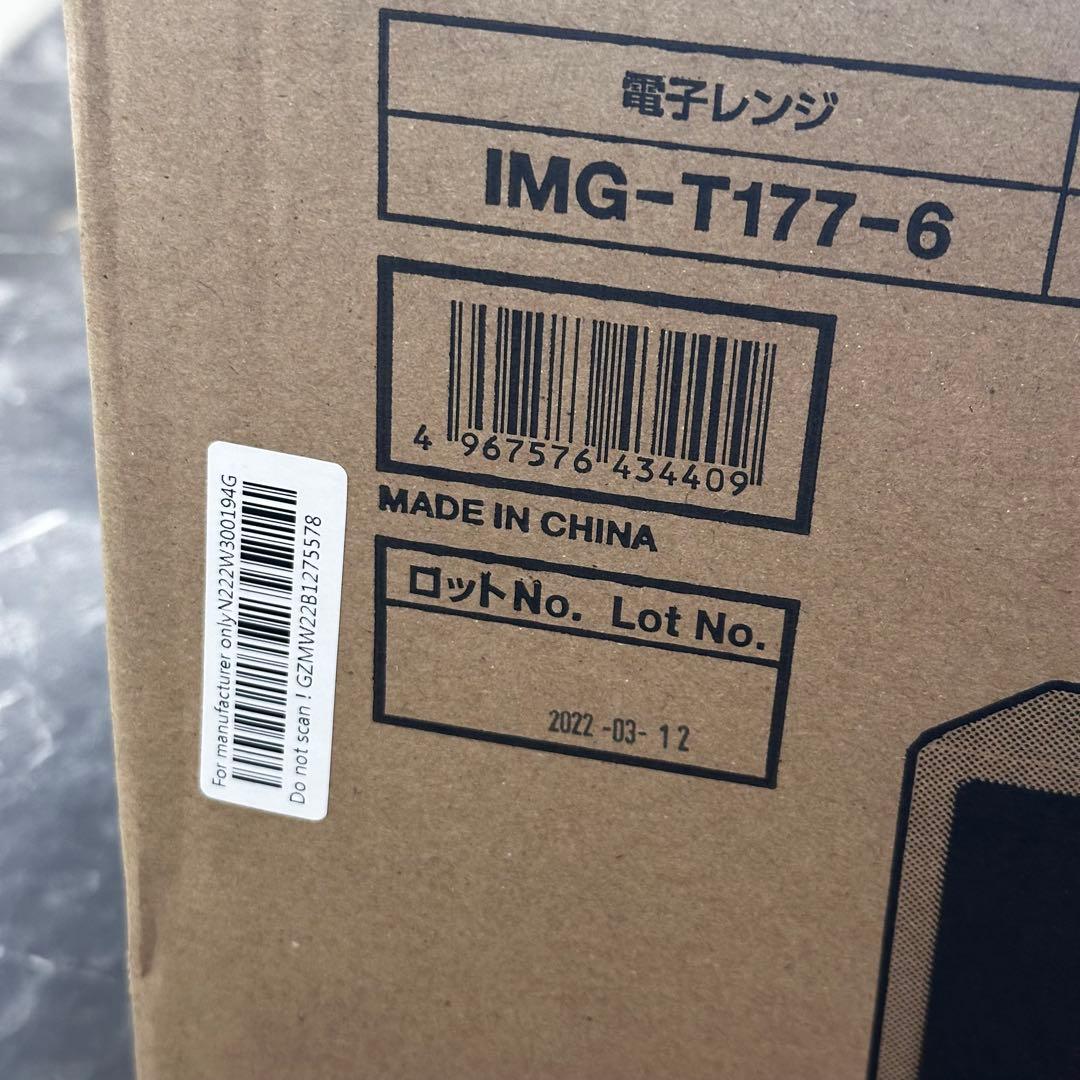 電子レンジ
IMG-T177-6
4 967576 434409
MADE IN CHINA
ロットNo. Lot No.
2022 -03- 12
For manufacturer only N222W300194G
Do not scan ! GZMW22B1275578